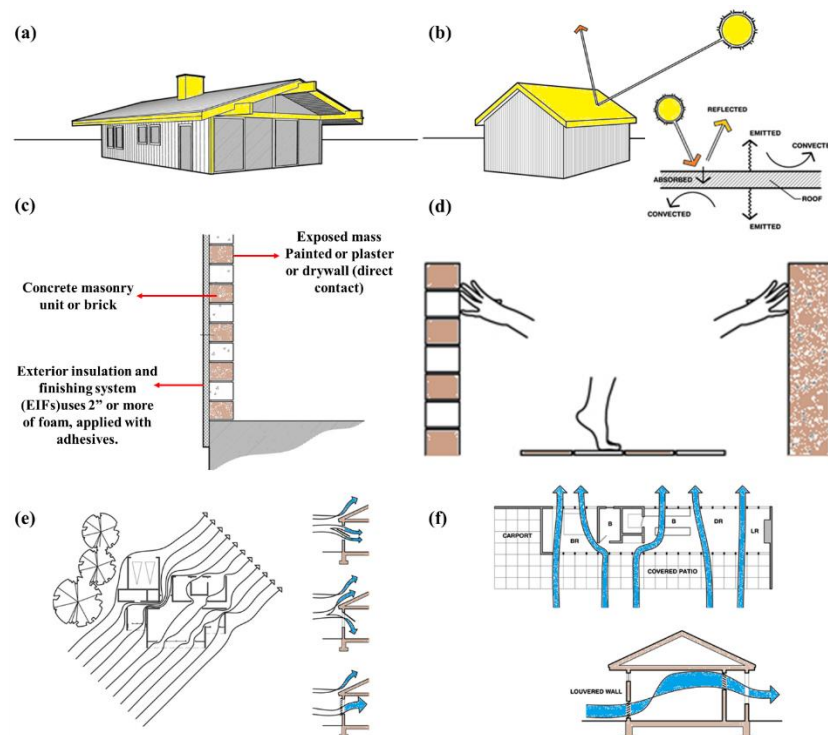 (a)
(b)
REFLECTED
EMITTED
CONVECTED
ABSORBED
ROOF
CONVECTED
EMITTED
(c)
Exposed mass
Painted or plaster
or drywall (direct
contact)
Concrete masonry
unit or brick
Exterior insulation and
finishing system
(EIFs)uses 2” or more
of foam, applied with
adhesives.
(d)
(e)
(f)
CARPORT
BR
B
B
DR
LR
COVERED PATIO
LOUVERED WALL